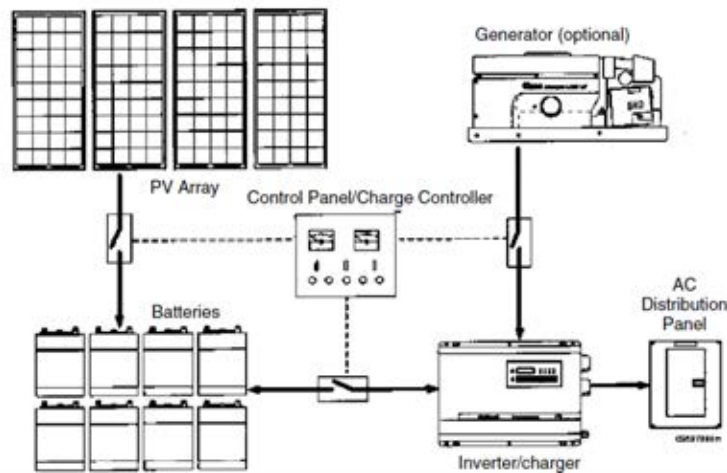 Generator (optional)
PV Array
Control Panel/Charge Controller
Batteries
AC
Distribution
Panel
Inverter/charger